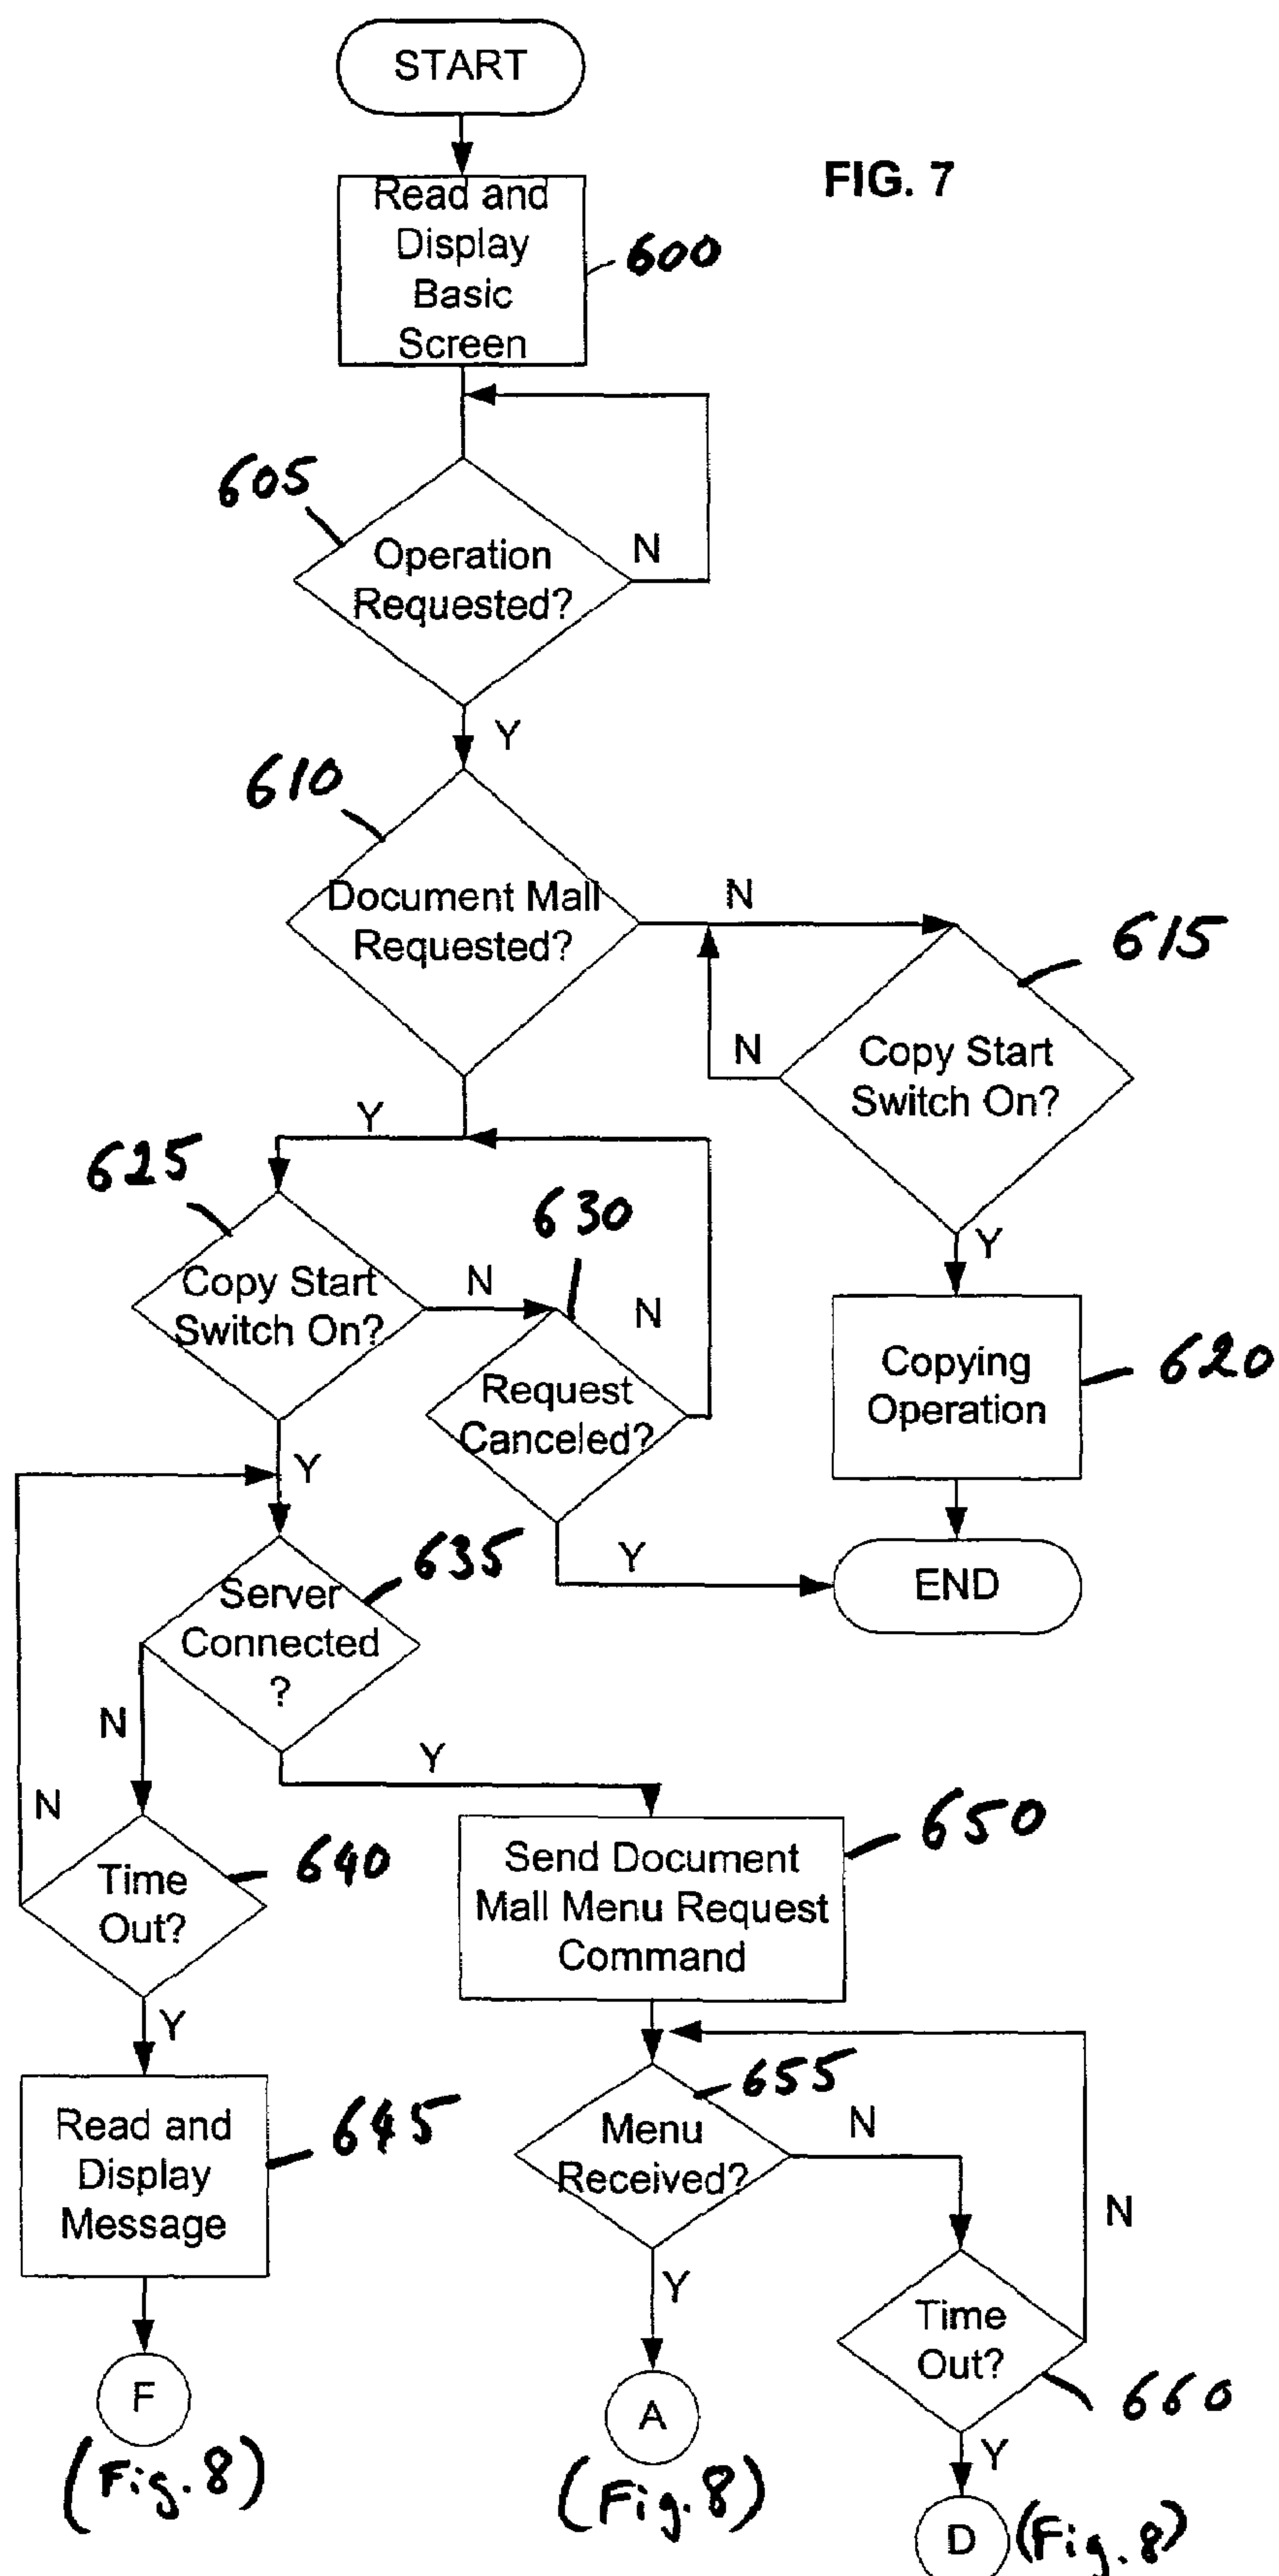 START
FIG. 7
Read and
Display
Basic
Screen
600
605
Operation
Requested?
N
Y
610
Document Mall
Requested?
N
615
Copy Start
Switch On?
N
Y
Y
625
Copy Start
Switch On?
N
630
Request
Canceled?
N
Copying
Operation
620
Y
Y
END
635
Server
Connected
?
N
Y
N
Time
Out?
640
650
Send Document
Mall Menu Request
Command
Y
Read and
Display
Message
645
655
Menu
Received?
N
N
Y
Time
Out?
660
F
(Fig. 8)
A
(Fig. 8)
Y
D
(Fig. 8)